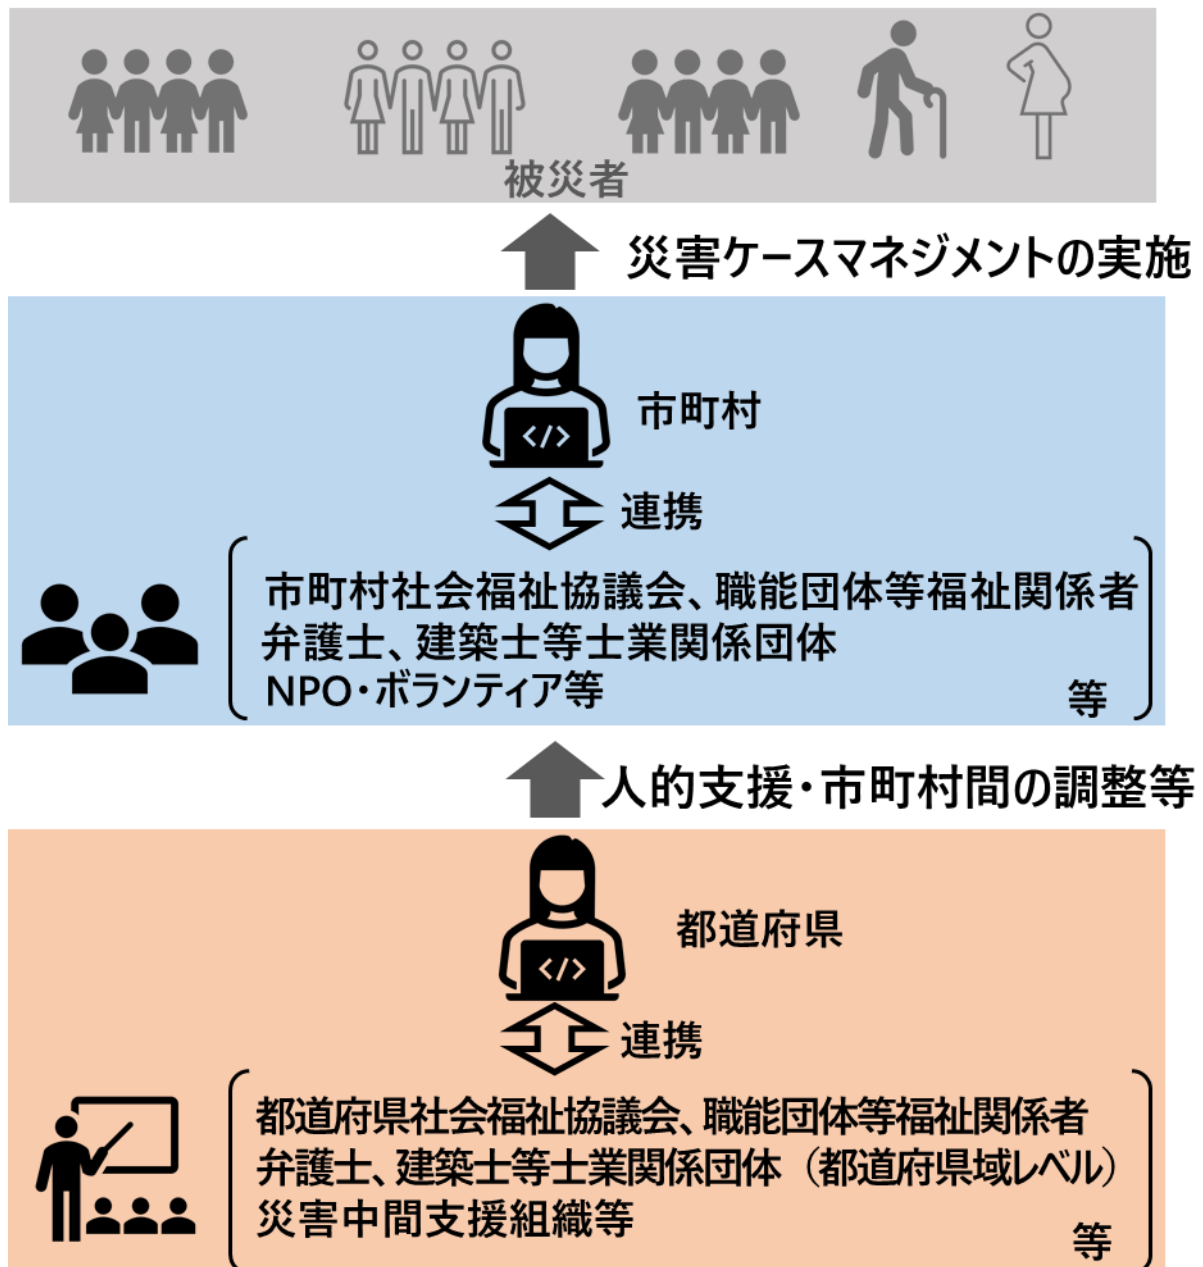 被災者
災害ケースマネジメントの実施
市町村
</>
連携
市町村社会福祉協議会、職能団体等福祉関係者
弁護士、建築士等士業関係団体
NPO・ボランティア等
等
人的支援・市町村間の調整等
都道府県
</>
連携
都道府県社会福祉協議会、職能団体等福祉関係者
弁護士、建築士等士業関係団体（都道府県域レベル）
災害中間支援組織等
等